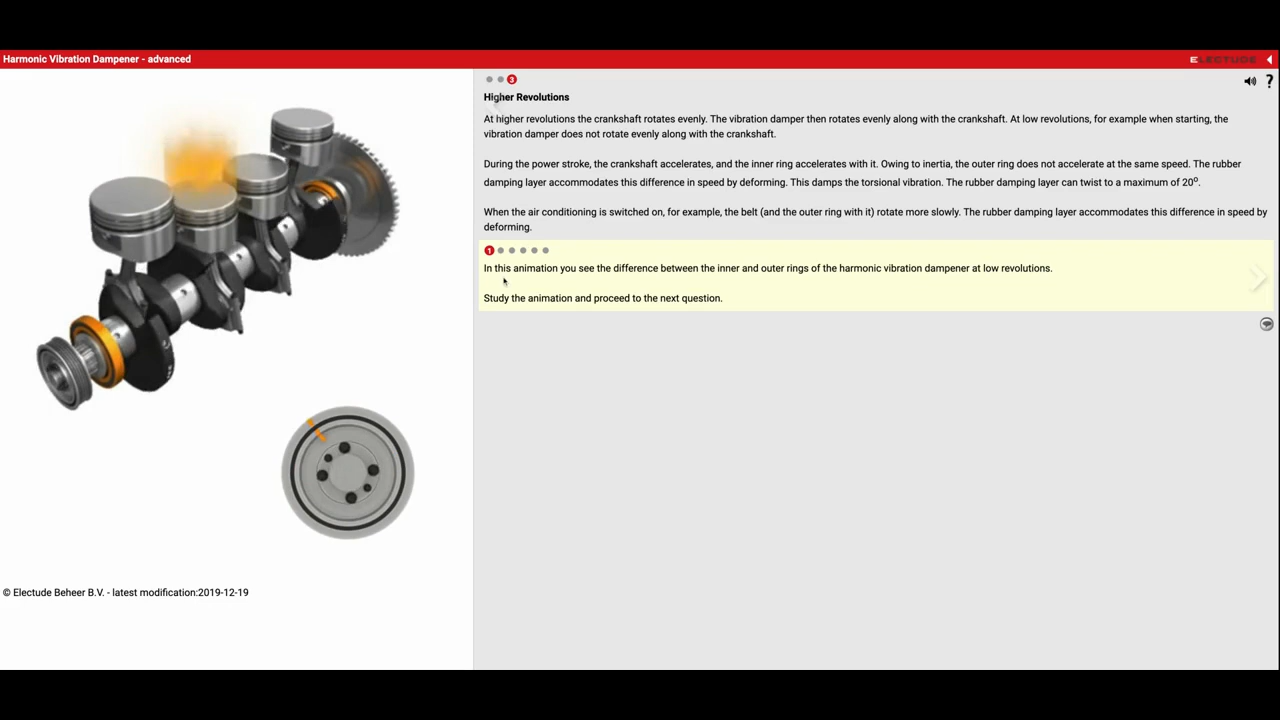 Harmonic Vibration Dampener - advanced
ELECTUDE
3
?
Higher Revolutions
At higher revolutions the crankshaft rotates evenly. The vibration damper then rotates evenly along with the crankshaft. At low revolutions, for example when starting, the
vibration damper does not rotate evenly along with the crankshaft.
During the power stroke, the crankshaft accelerates, and the inner ring accelerates with it. Owing to inertia, the outer ring does not accelerate at the same speed. The rubber
damping layer accommodates this difference in speed by deforming. This damps the torsional vibration. The rubber damping layer can twist to a maximum of 20º.
When the air conditioning is switched on, for example, the belt (and the outer ring with it) rotate more slowly. The rubber damping layer accommodates this difference in speed by
deforming.
1
In this animation you see the difference between the inner and outer rings of the harmonic vibration dampener at low revolutions.
Study the animation and proceed to the next question.
© Electude Beheer B.V. - latest modification:2019-12-19